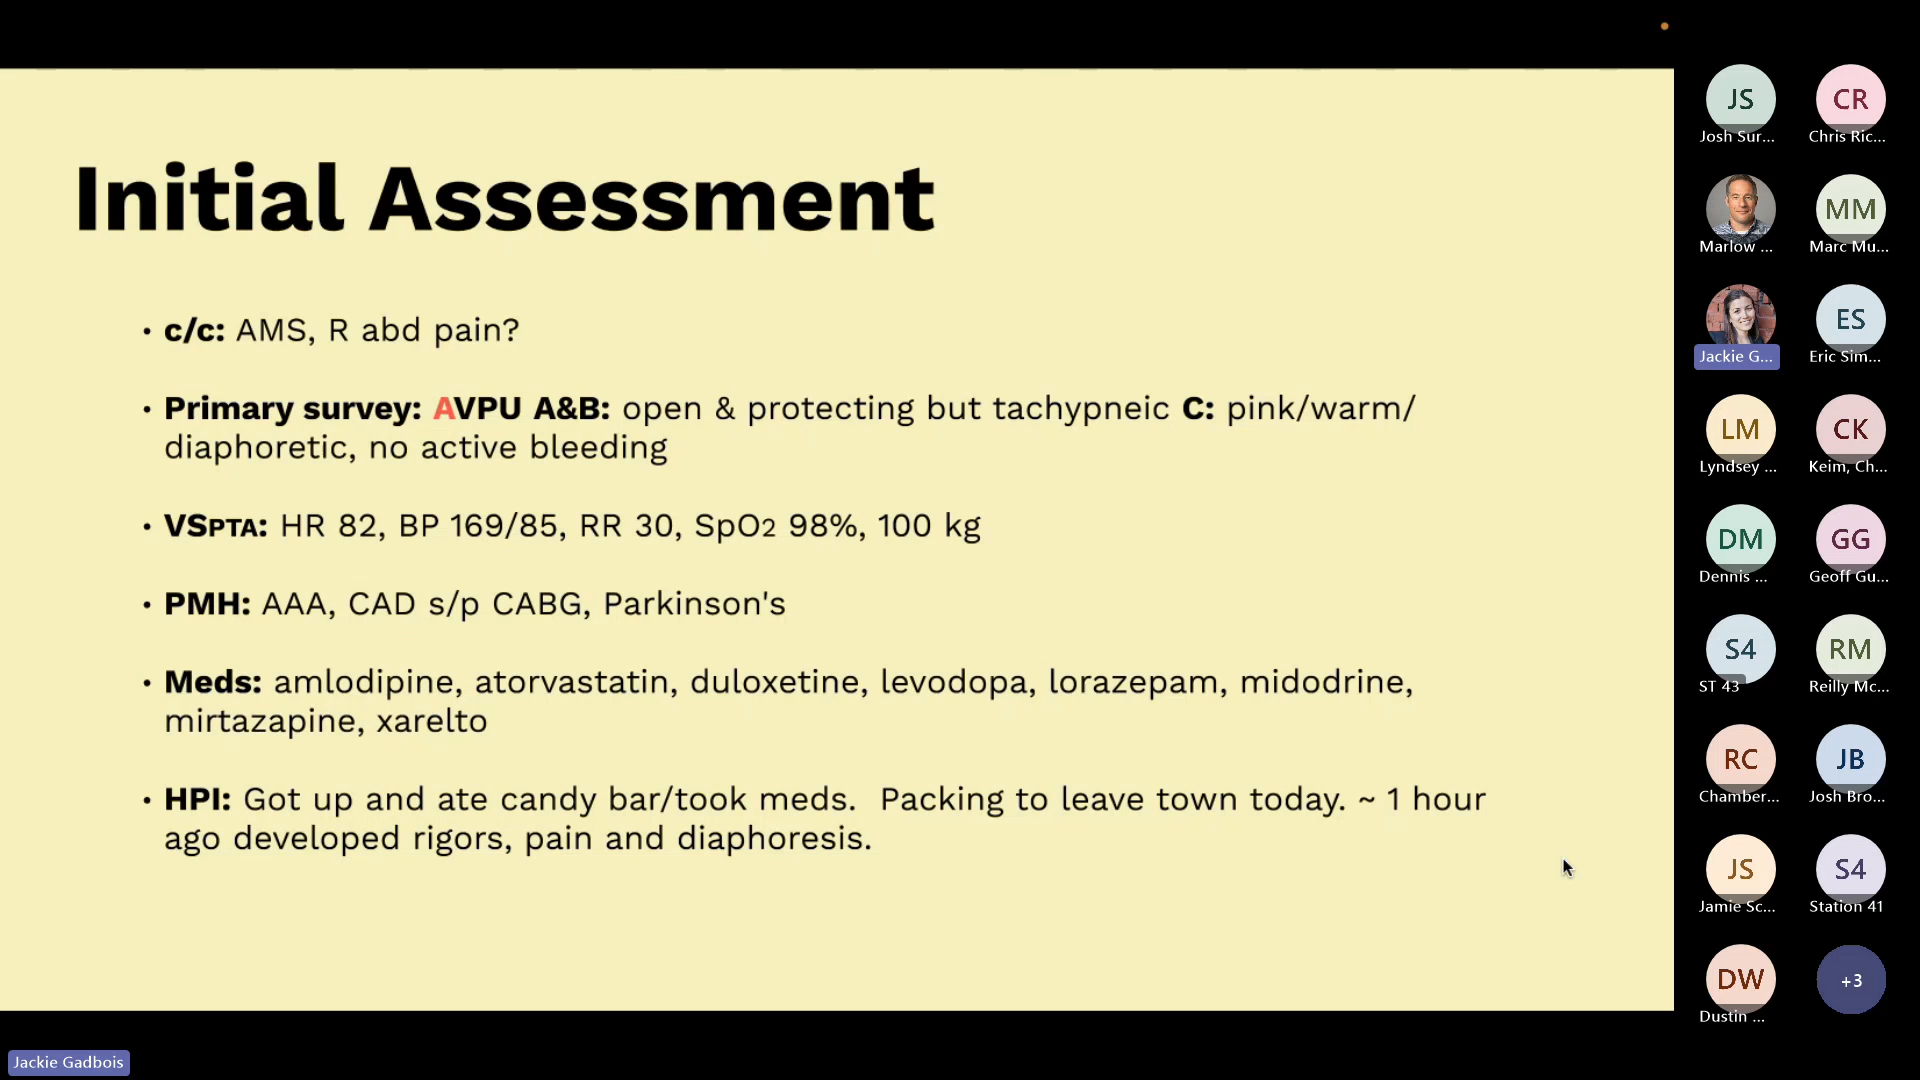 Initial Assessment
• c/c: AMS, R abd pain?
• Primary survey: AVPU A&B: open & protecting but tachypneic C: pink/warm/
diaphoretic, no active bleeding
• VSPTA: HR 82, BP 169/85, RR 30, SpO2 98%, 100 kg
• PMH: AAA, CAD s/p CABG, Parkinson's
• Meds: amlodipine, atorvastatin, duloxetine, levodopa, lorazepam, midodrine,
mirtazapine, xarelto
• HPI: Got up and ate candy bar/took meds.  Packing to leave town today. ~ 1 hour
ago developed rigors, pain and diaphoresis.
JS CR
Josh Sur... Chris Ric...
MM
Marlow ... Marc Mu...
ES
Jackie G... Eric Sim...
LM CK
Lyndsey ... Keim, Ch...
DM GG
Dennis ... Geoff Gu...
S4 RM
ST 43 Reilly Mc...
RC JB
Chamber... Josh Bro...
JS S4
Jamie Sc... Station 41
DW +3
Dustin ...
Jackie Gadbois